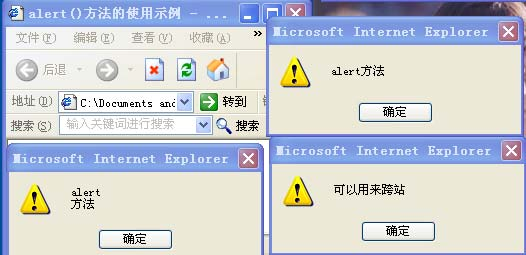 alert()方法的使用示例 - ...
文件(F) 编辑(E) 查看(V) 收藏(A)
后退
地址(D) C:\Documents and 转到
搜索(S) 输入关键词进行搜索 搜索
Microsoft Internet Explorer
alert方法
确定
Microsoft Internet Explorer
alert
方法
确定
Microsoft Internet Explorer
可以用来跨站
确定